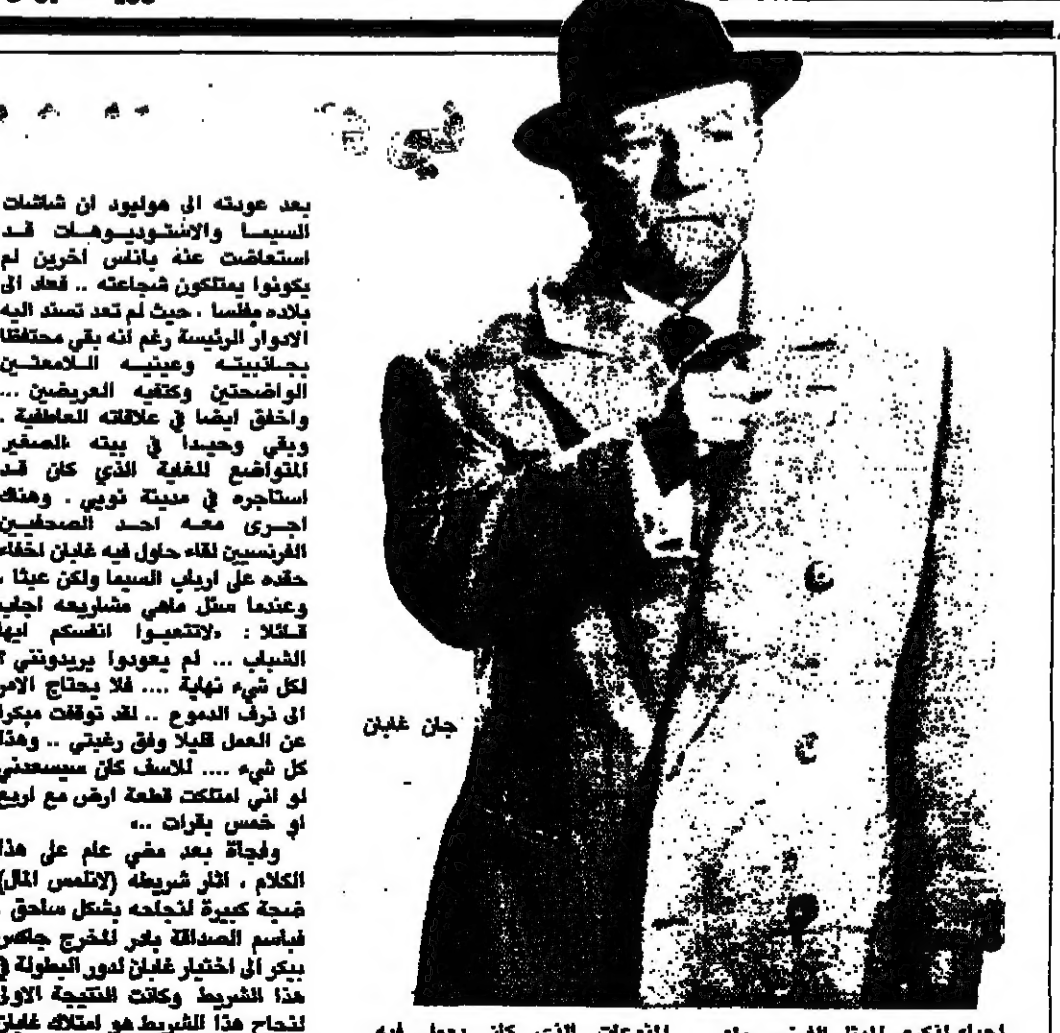 بعد عودته الى هوليود ان شاشات
السيما والاستوديوهات قد
استعاضت عنه باناس اخرين لم
يكونوا يمتلكون شجاعته .. فعاد الى
بلاده مفلسا ، حيث لم تعد تسند اليه
الادوار الرئيسة رغم أنه بقي محتفظا
بجاذبيته وعينيه اللامعتين
الواضحتين وكتفيه العريضين ...
واخفق ايضا في علاقاته العاطفية .
وبقي وحيدا في بيته الصغير
المتواضع للغاية الذي كان قد
استاجره في مدينة نويي . وهناك
اجرى معه احد الصحفيين
الفرنسيين لقاء حاول فيه غابان اخفاء
حقده على ارباب السيما ولكن عبثا ،
وعندما سئل ماهي مشاريعه اجاب
قائلا : «لاتتعبوا انفسكم ايها
الشباب ... لم يعودوا يريدونني ؟
لكل شيء نهاية .... فلا يحتاج الامر
الى ذرف الدموع .. لقد توقفت مبكرا
عن العمل قليلا وفق رغبتي .. وهذا
كل شيء .... للاسف كان سيسعدني
لو اني امتلكت قطعة ارض مع اربع
او خمس بقرات ..»
وفجأة بعد مضي عام على هذا
الكلام ، اثار شريطه (لاتلمس المال)
ضجة كبيرة لنجاحه بشكل ساحق .
فباسم الصداقة بادر المخرج جاكس
بيكر الى اختيار غابان لدور البطولة في
هذا الشريط وكانت النتيجة الاولى
لنجاح هذا الشريط هو امتلاك غابان
جان غابان